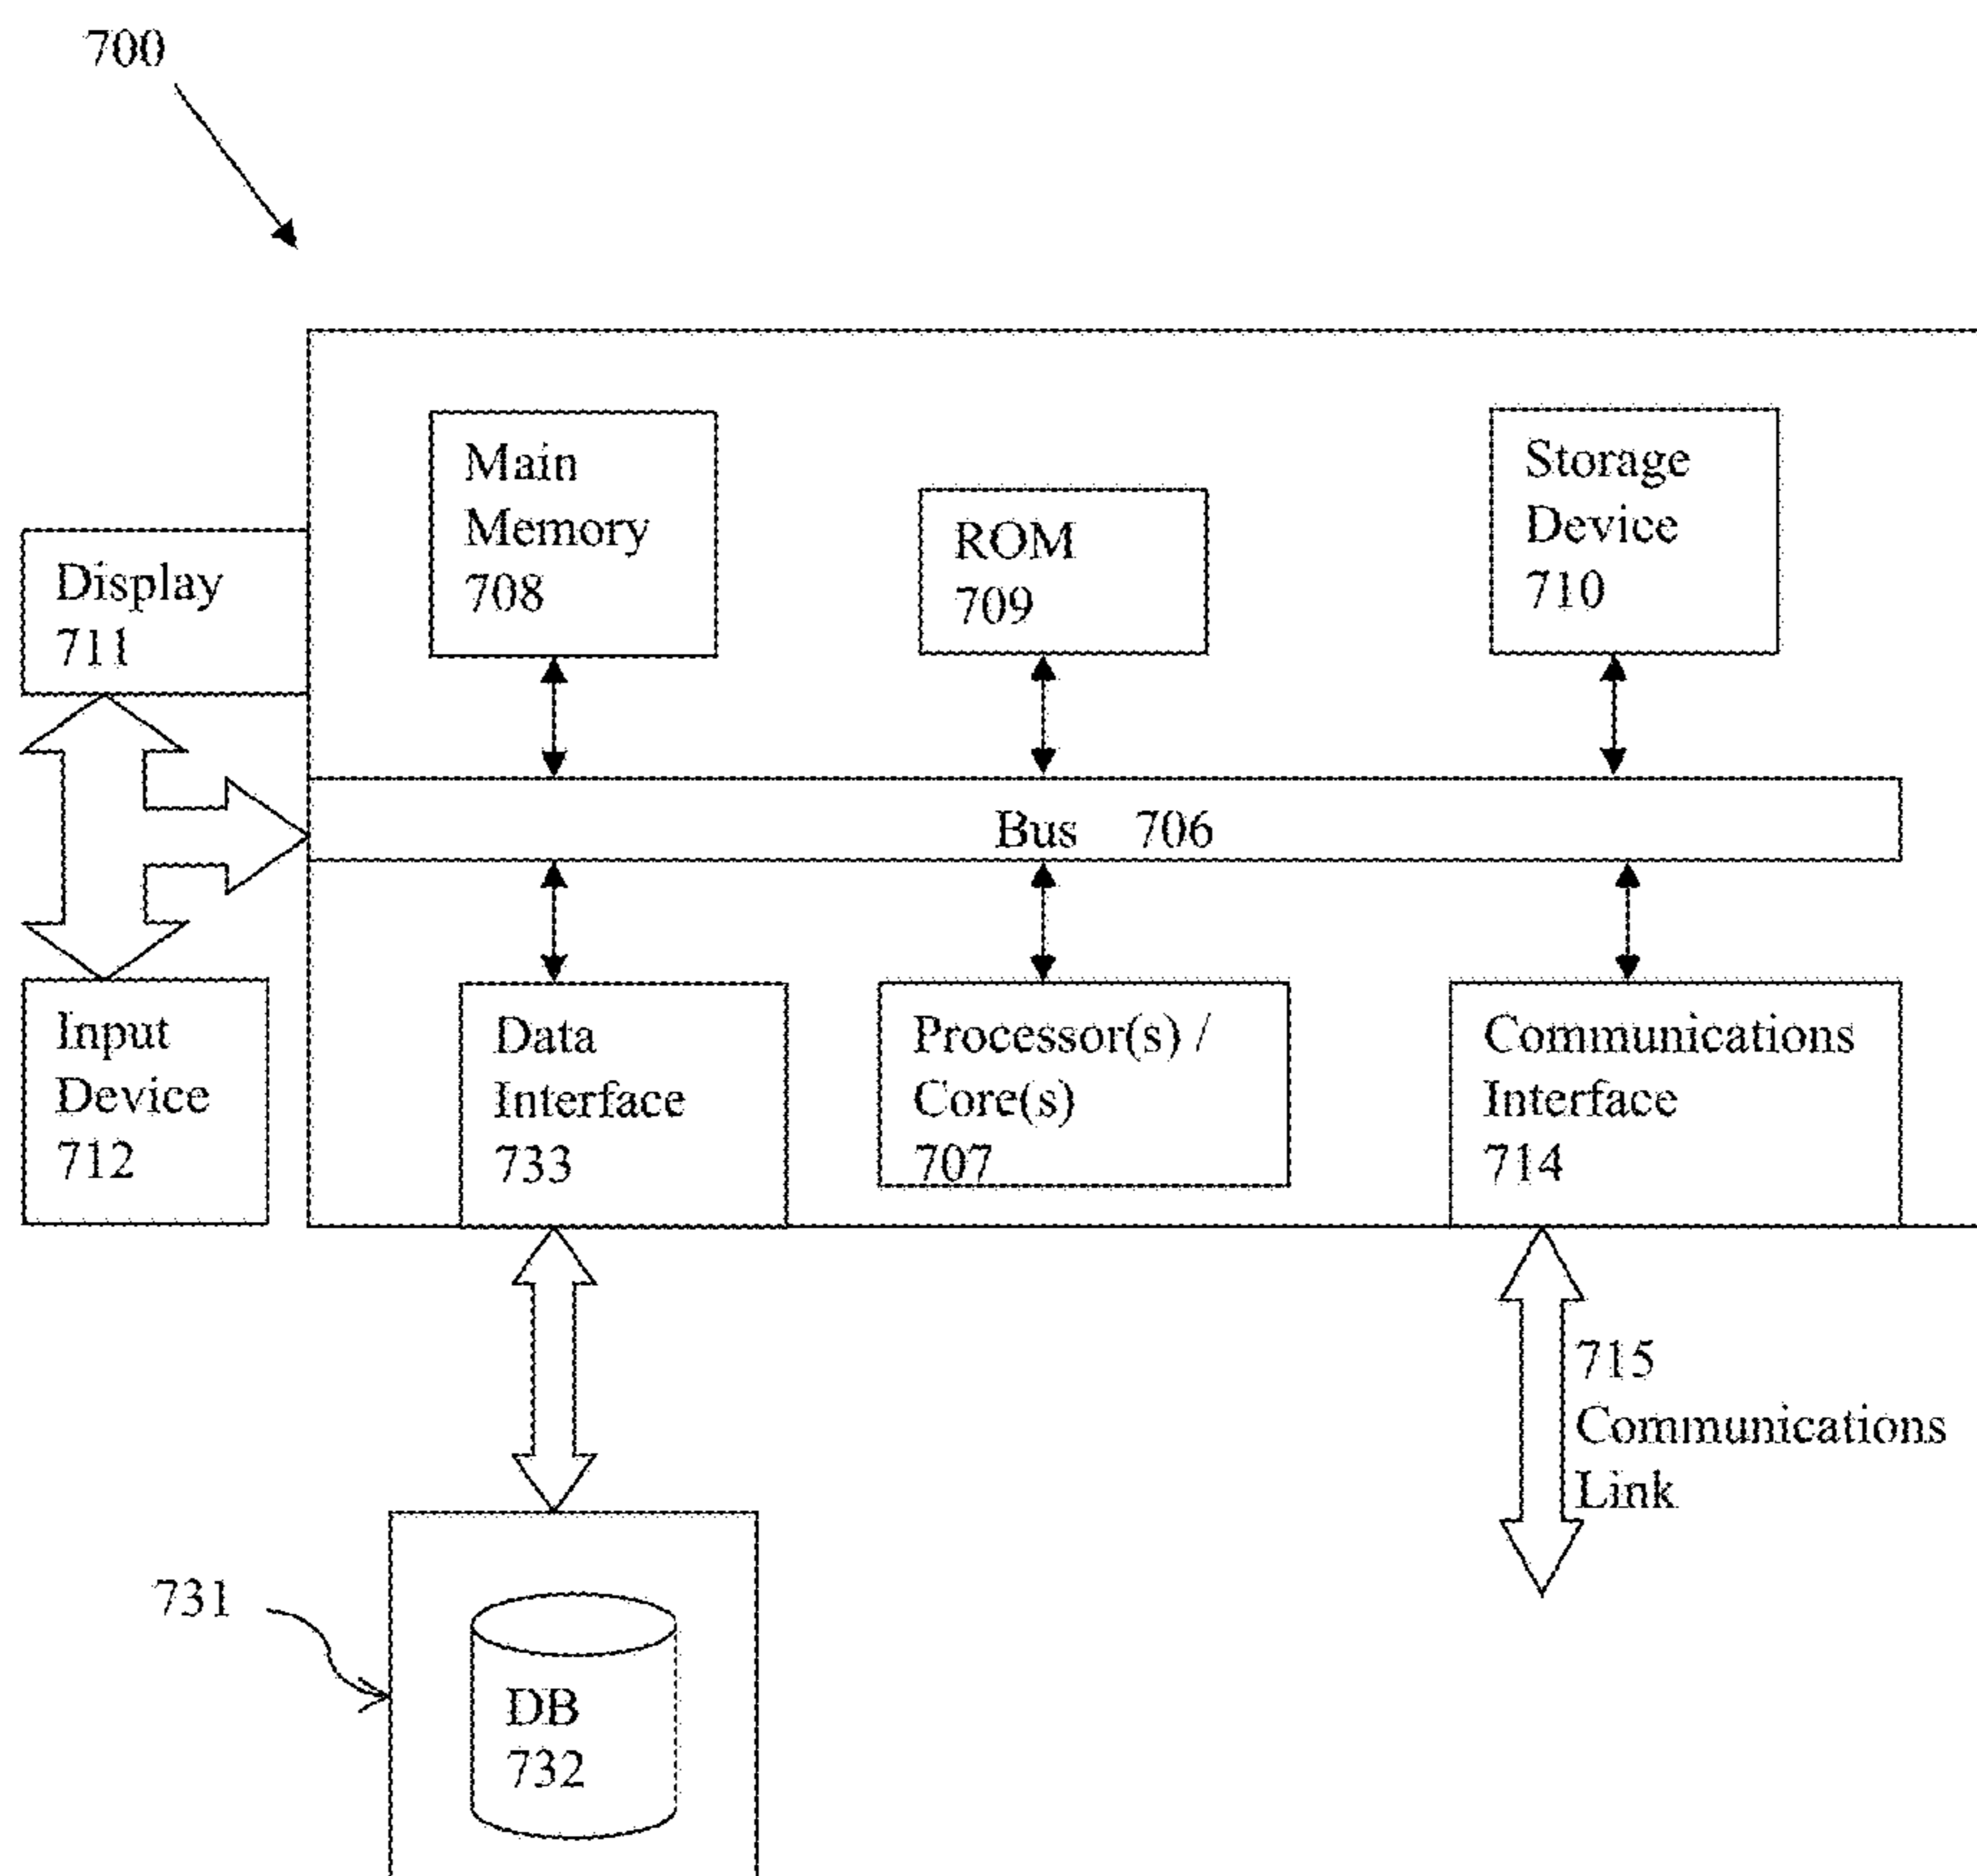 700
Main
Memory
708
ROM
709
Storage
Device
710
Display
711
Bus 706
Input
Device
712
Data
Interface
733
Processor(s) /
Core(s)
707
Communications
Interface
714
715
Communications
Link
731
DB
732